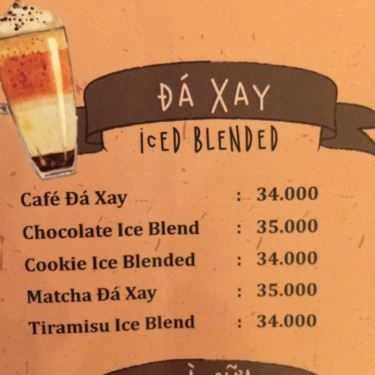 ĐÁ XAY
iCED BLENDED
Café Đá Xay : 34.000
Chocolate Ice Blend : 35.000
Cookie Ice Blended : 34.000
Matcha Đá Xay : 35.000
Tiramisu Ice Blend : 34.000